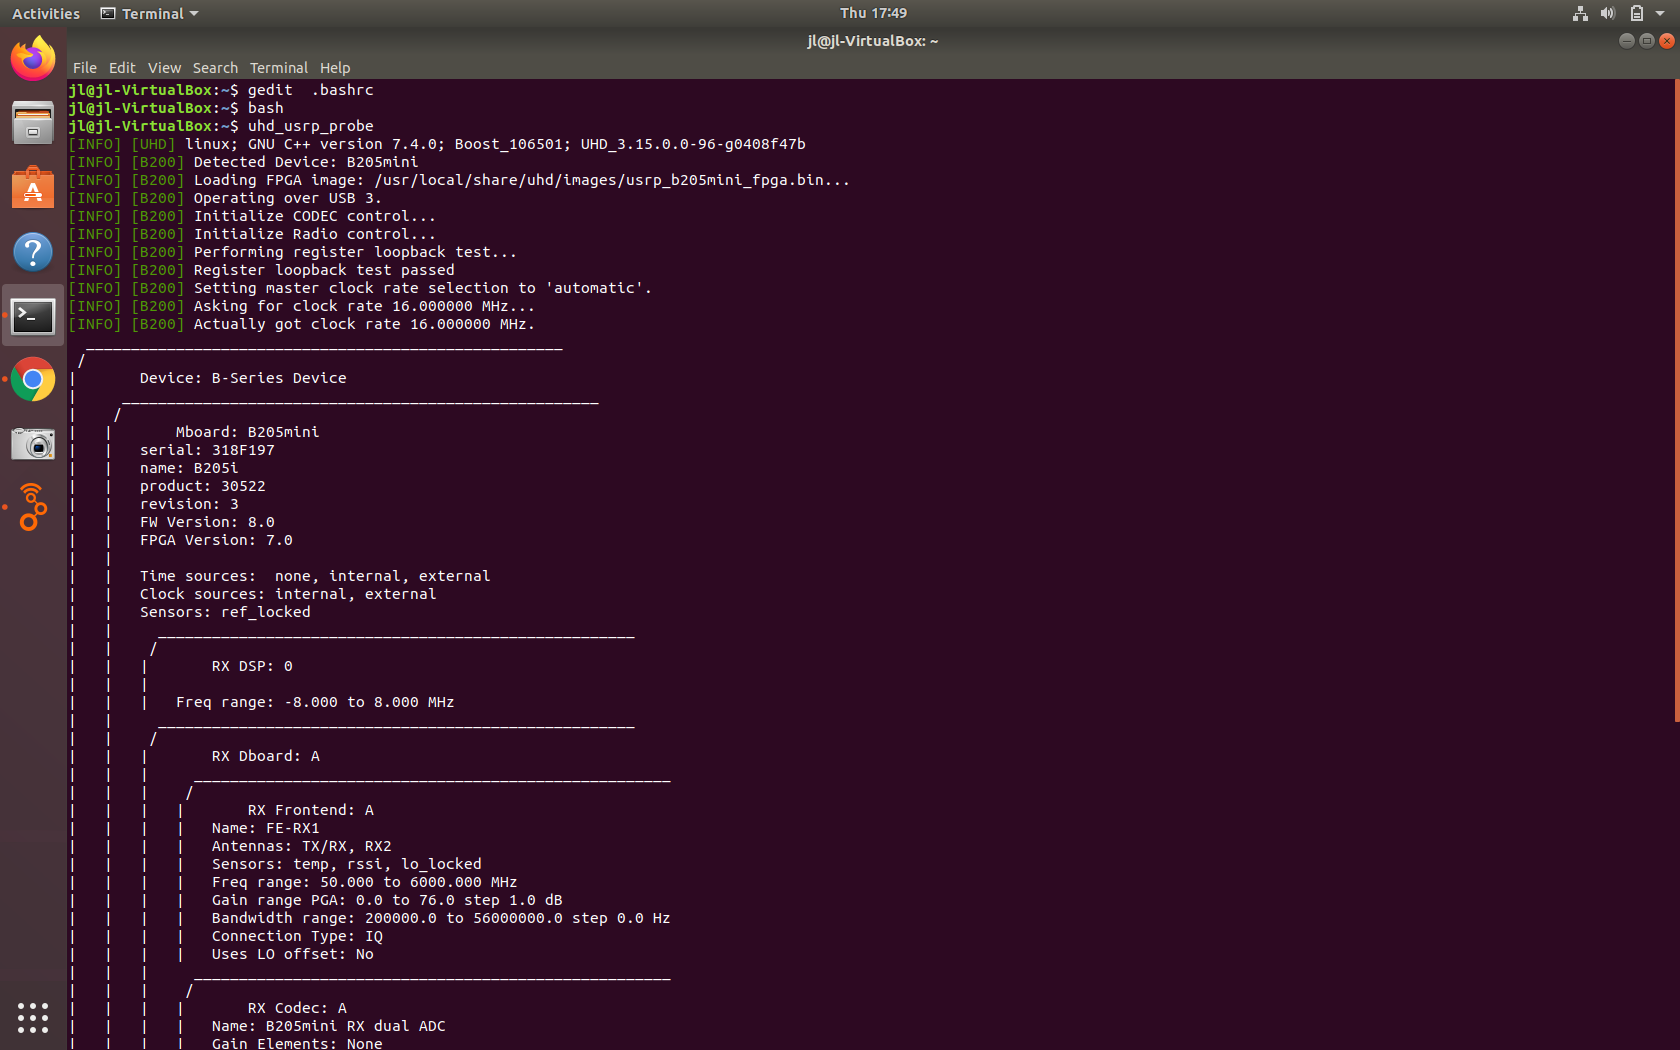 Activities Terminal Thu 17:49
jl@jl-VirtualBox: ~
File Edit View Search Terminal Help
jl@jl-VirtualBox:~$ gedit  .bashrc
jl@jl-VirtualBox:~$ bash
jl@jl-VirtualBox:~$ uhd_usrp_probe
[INFO] [UHD] linux; GNU C++ version 7.4.0; Boost_106501; UHD_3.15.0.0-96-g0408f47b
[INFO] [B200] Detected Device: B205mini
[INFO] [B200] Loading FPGA image: /usr/local/share/uhd/images/usrp_b205mini_fpga.bin...
[INFO] [B200] Operating over USB 3.
[INFO] [B200] Initialize CODEC control...
[INFO] [B200] Initialize Radio control...
[INFO] [B200] Performing register loopback test...
[INFO] [B200] Register loopback test passed
[INFO] [B200] Setting master clock rate selection to 'automatic'.
[INFO] [B200] Asking for clock rate 16.000000 MHz...
[INFO] [B200] Actually got clock rate 16.000000 MHz.
  _____________________________________________________
 /
|       Device: B-Series Device
|     _____________________________________________________
|    /
|   |       Mboard: B205mini
|   |   serial: 318F197
|   |   name: B205i
|   |   product: 30522
|   |   revision: 3
|   |   FW Version: 8.0
|   |   FPGA Version: 7.0
|   |
|   |   Time sources:  none, internal, external
|   |   Clock sources: internal, external
|   |   Sensors: ref_locked
|   |     _____________________________________________________
|   |    /
|   |   |       RX DSP: 0
|   |   |
|   |   |   Freq range: -8.000 to 8.000 MHz
|   |     _____________________________________________________
|   |    /
|   |   |       RX Dboard: A
|   |   |     _____________________________________________________
|   |   |    /
|   |   |   |       RX Frontend: A
|   |   |   |   Name: FE-RX1
|   |   |   |   Antennas: TX/RX, RX2
|   |   |   |   Sensors: temp, rssi, lo_locked
|   |   |   |   Freq range: 50.000 to 6000.000 MHz
|   |   |   |   Gain range PGA: 0.0 to 76.0 step 1.0 dB
|   |   |   |   Bandwidth range: 200000.0 to 56000000.0 step 0.0 Hz
|   |   |   |   Connection Type: IQ
|   |   |   |   Uses LO offset: No
|   |   |     _____________________________________________________
|   |   |    /
|   |   |   |       RX Codec: A
|   |   |   |   Name: B205mini RX dual ADC
|   |   |   |   Gain Elements: None